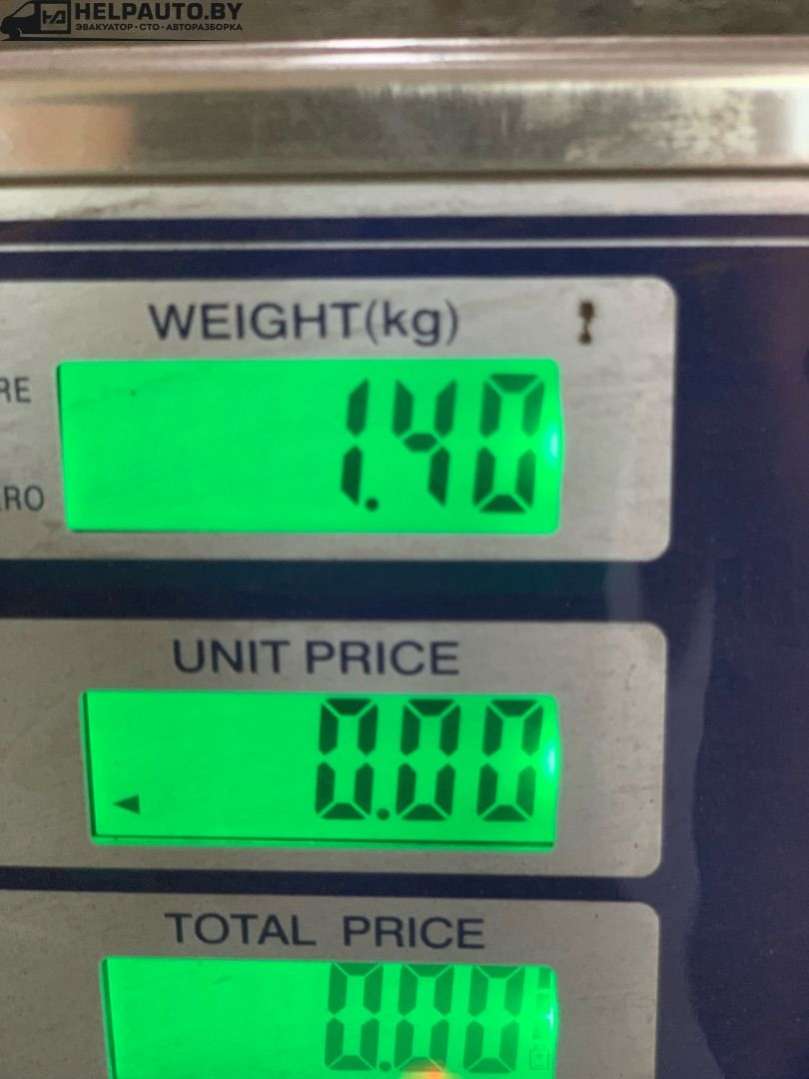 HELPAUTO.BY
ЭВАКУАТОР · СТО · АВТОРАЗБОРКА
WEIGHT(kg)
RE
1.40
RO
UNIT PRICE
0.00
TOTAL PRICE
0.00